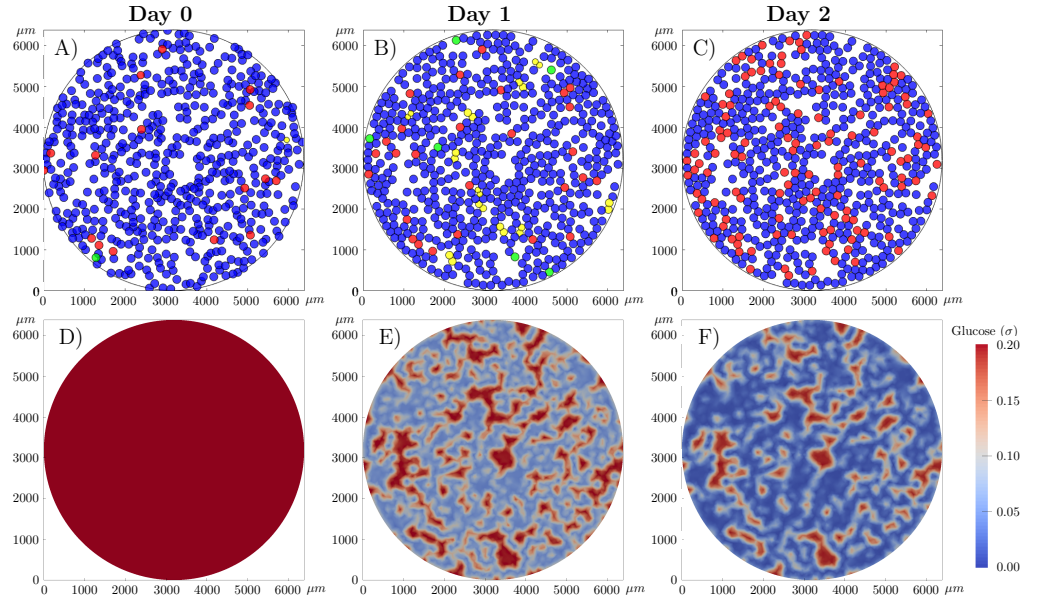 Day 0 Day 1 Day 2
μm A) 6000 5000 4000 3000 2000 1000 0
0 1000 2000 3000 4000 5000 6000 μm
μm B) 6000 5000 4000 3000 2000 1000 0
0 1000 2000 3000 4000 5000 6000 μm
μm C) 6000 5000 4000 3000 2000 1000 0
0 1000 2000 3000 4000 5000 6000 μm
μm D) 6000 5000 4000 3000 2000 1000 0
0 1000 2000 3000 4000 5000 6000 μm
μm E) 6000 5000 4000 3000 2000 1000 0
0 1000 2000 3000 4000 5000 6000 μm
μm F) 6000 5000 4000 3000 2000 1000 0
0 1000 2000 3000 4000 5000 6000 μm
Glucose (σ)
0.20
0.15
0.10
0.05
0.00